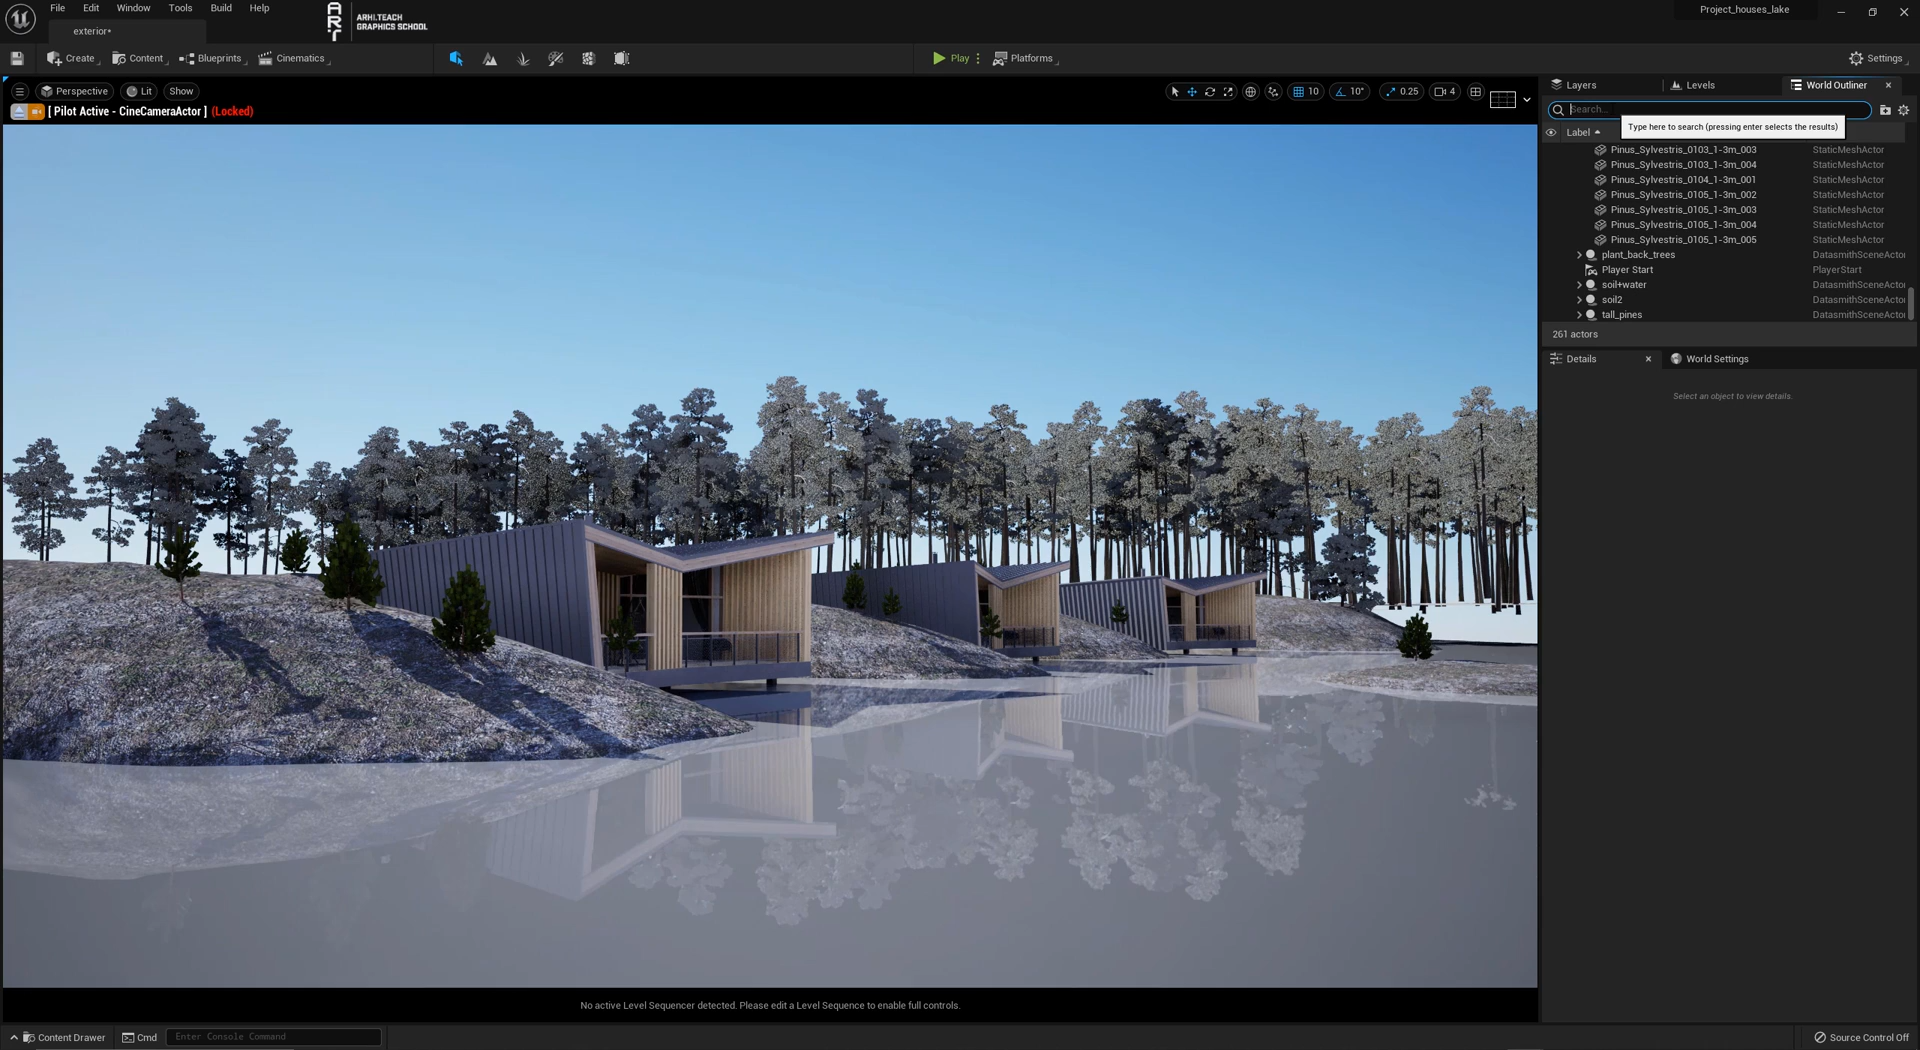 File Edit Window Tools Build Help
ARHI.TEACH
GRAPHICS SCHOOL
Project_houses_lake
exterior*
Create Content Blueprints Cinematics Play Platforms Settings
Perspective Lit Show 10 10° 0.25 4
[ Pilot Active - CineCameraActor ] (Locked)
Layers Levels World Outliner
Search...
Type here to search (pressing enter selects the results)
Label
Pinus_Sylvestris_0103_1-3m_003 StaticMeshActor
Pinus_Sylvestris_0103_1-3m_004 StaticMeshActor
Pinus_Sylvestris_0104_1-3m_001 StaticMeshActor
Pinus_Sylvestris_0105_1-3m_002 StaticMeshActor
Pinus_Sylvestris_0105_1-3m_003 StaticMeshActor
Pinus_Sylvestris_0105_1-3m_004 StaticMeshActor
Pinus_Sylvestris_0105_1-3m_005 StaticMeshActor
plant_back_trees DatasmithSceneActor
Player Start PlayerStart
soil+water DatasmithSceneActor
soil2 DatasmithSceneActor
tall_pines DatasmithSceneActor
261 actors
Details World Settings
Select an object to view details.
No active Level Sequencer detected. Please edit a Level Sequence to enable full controls.
Content Drawer Cmd Enter Console Command Source Control Off